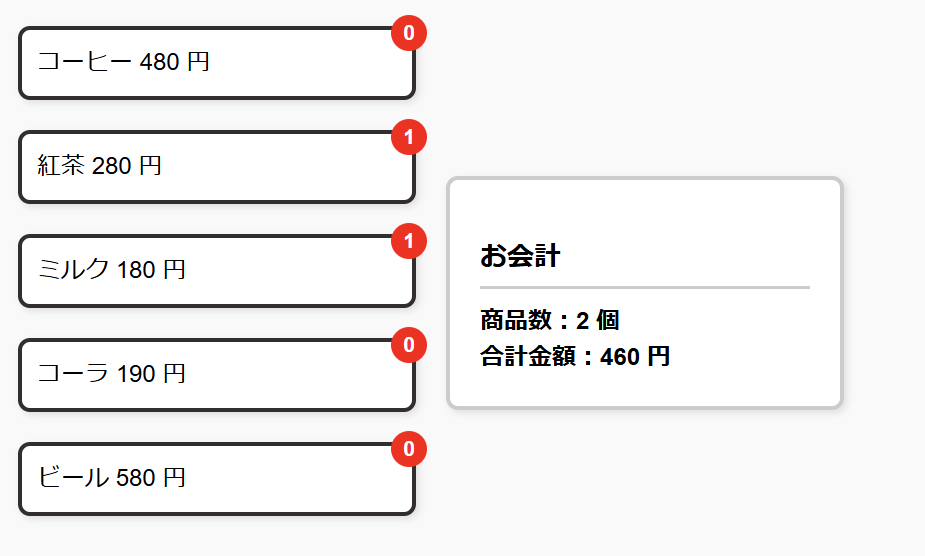 0
コーヒー 480 円
1
紅茶 280 円
1
ミルク 180 円
0
コーラ 190 円
0
ビール 580 円
お会計
商品数：2 個
合計金額：460 円